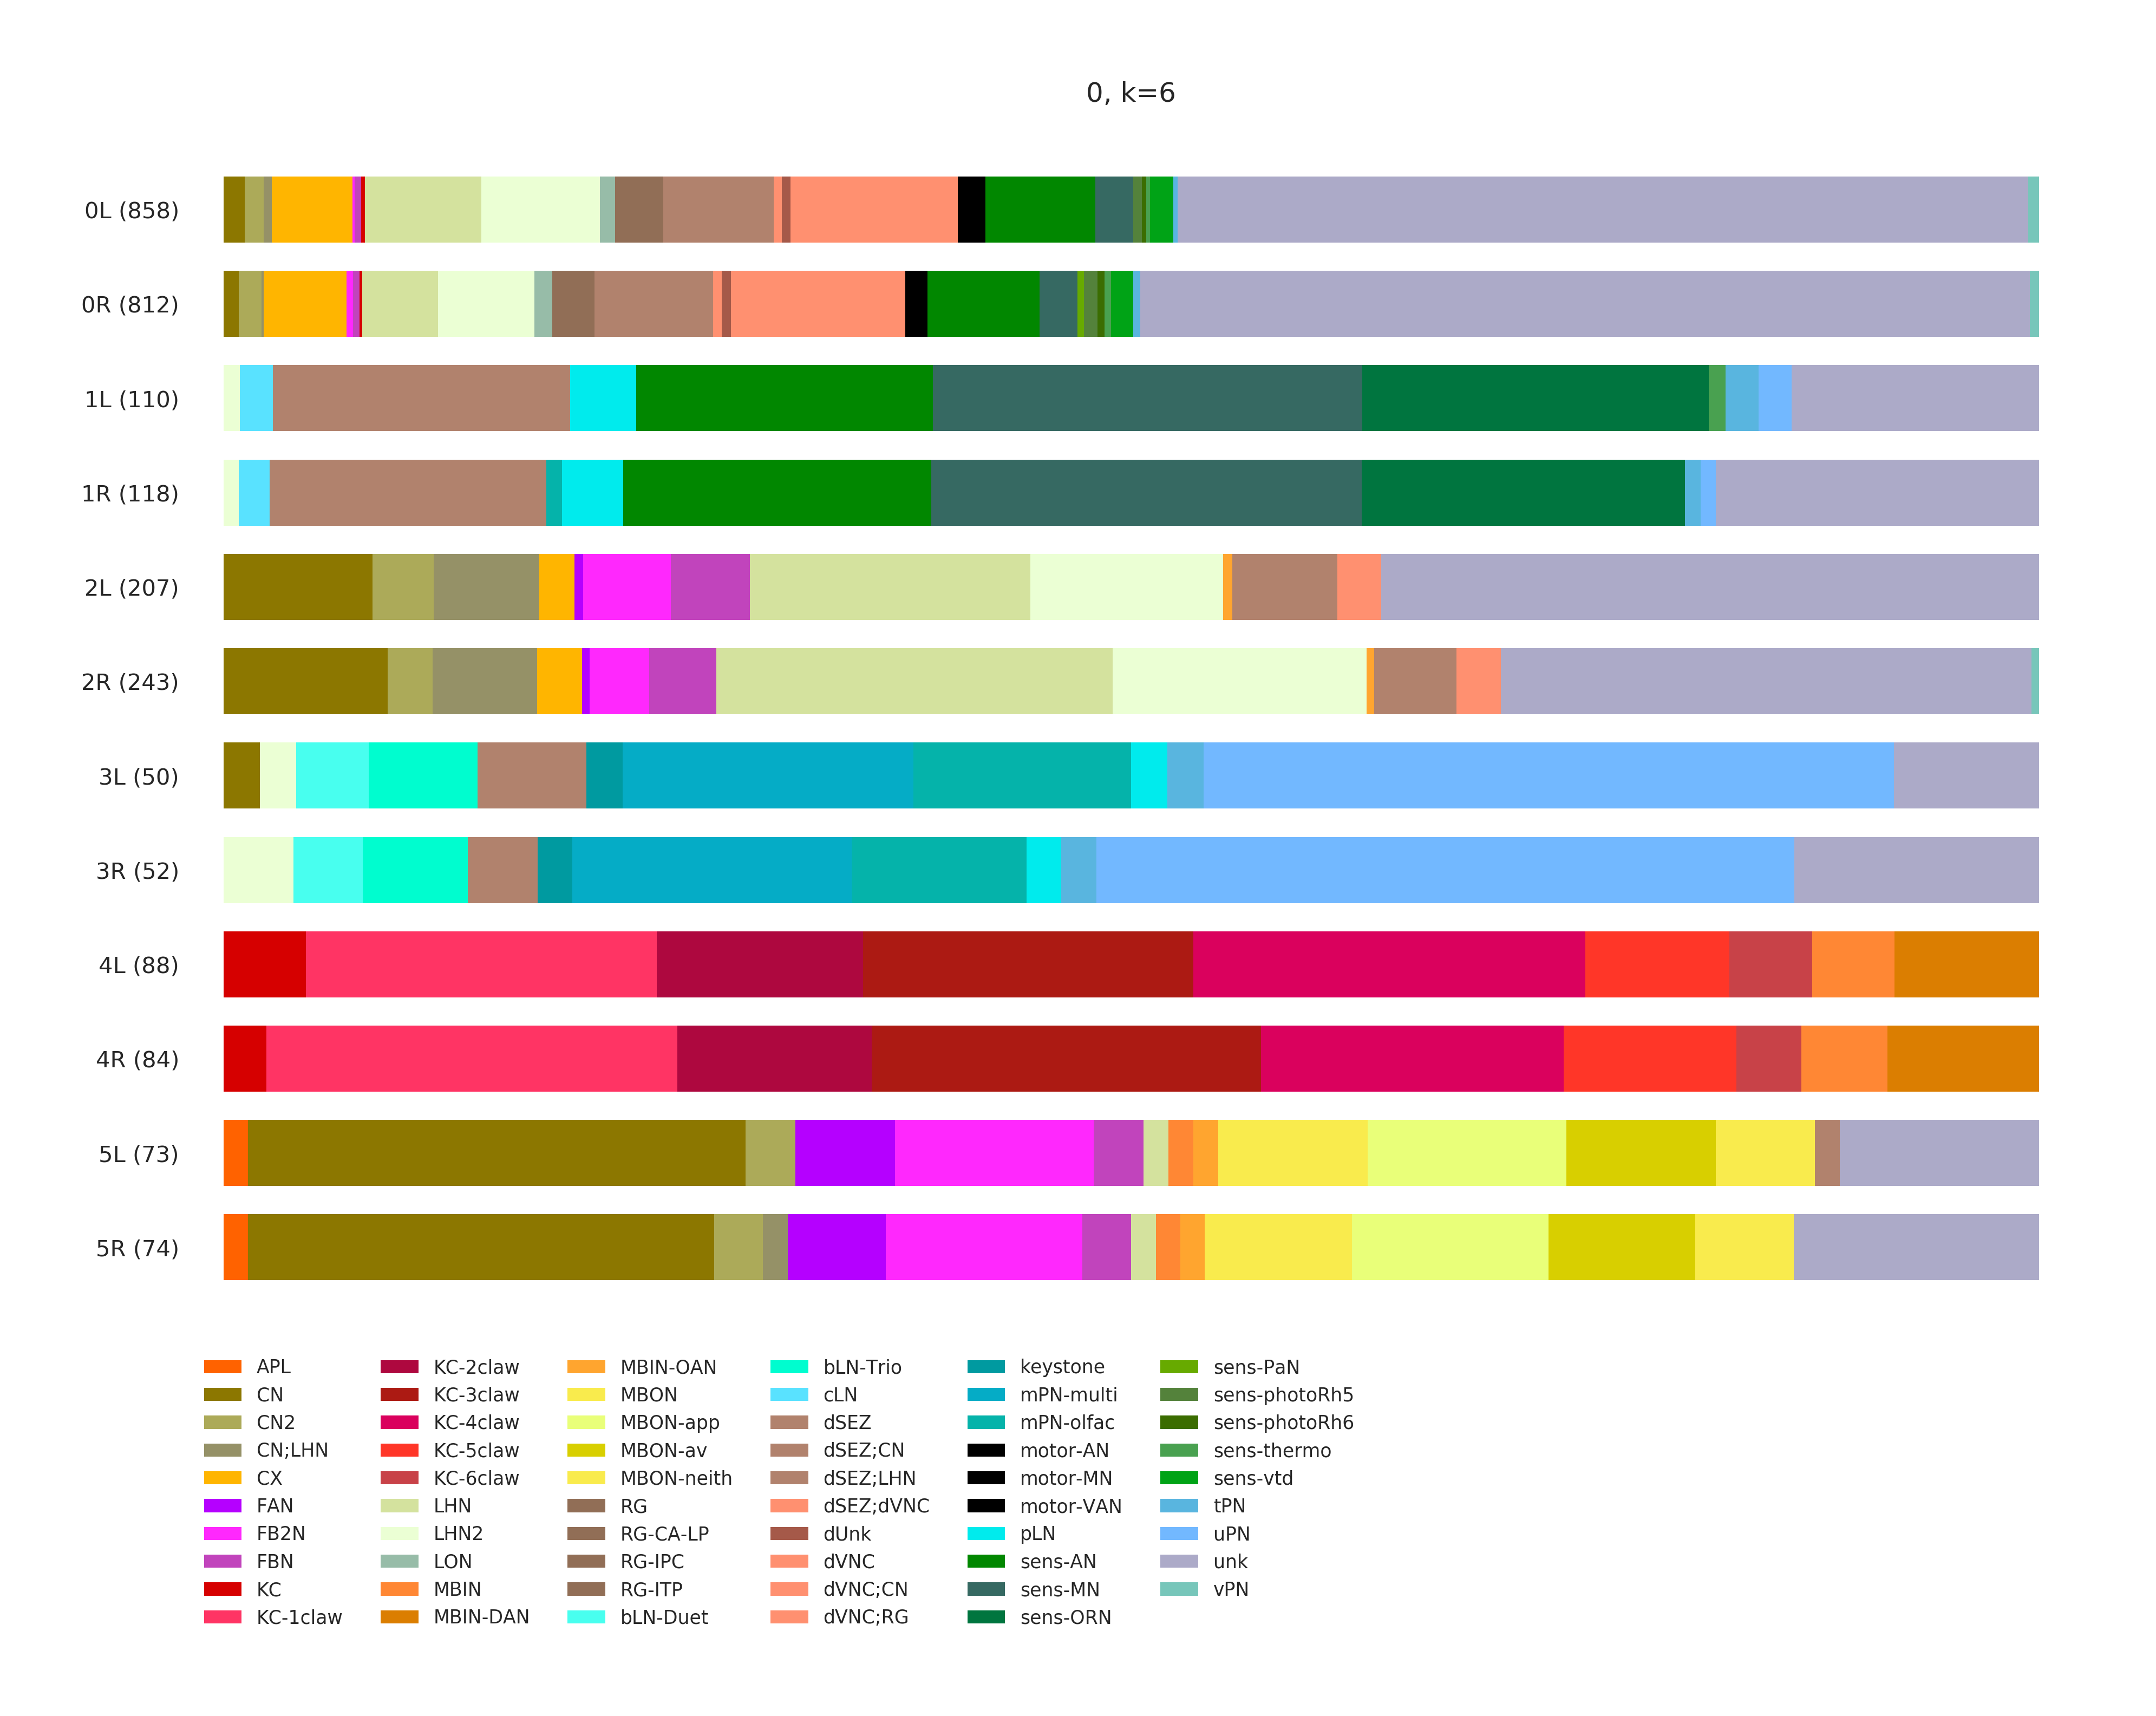 0, k=6
0L (858)
0R (812)
1L (110)
1R (118)
2L (207)
2R (243)
3L (50)
3R (52)
4L (88)
4R (84)
5L (73)
5R (74)
APL
CN
CN2
CN;LHN
CX
FAN
FB2N
FBN
KC
KC-1claw
KC-2claw
KC-3claw
KC-4claw
KC-5claw
KC-6claw
LHN
LHN2
LON
MBIN
MBIN-DAN
MBIN-OAN
MBON
MBON-app
MBON-av
MBON-neith
RG
RG-CA-LP
RG-IPC
RG-ITP
bLN-Duet
bLN-Trio
cLN
dSEZ
dSEZ;CN
dSEZ;LHN
dSEZ;dVNC
dUnk
dVNC
dVNC;CN
dVNC;RG
keystone
mPN-multi
mPN-olfac
motor-AN
motor-MN
motor-VAN
pLN
sens-AN
sens-MN
sens-ORN
sens-PaN
sens-photoRh5
sens-photoRh6
sens-thermo
sens-vtd
tPN
uPN
unk
vPN